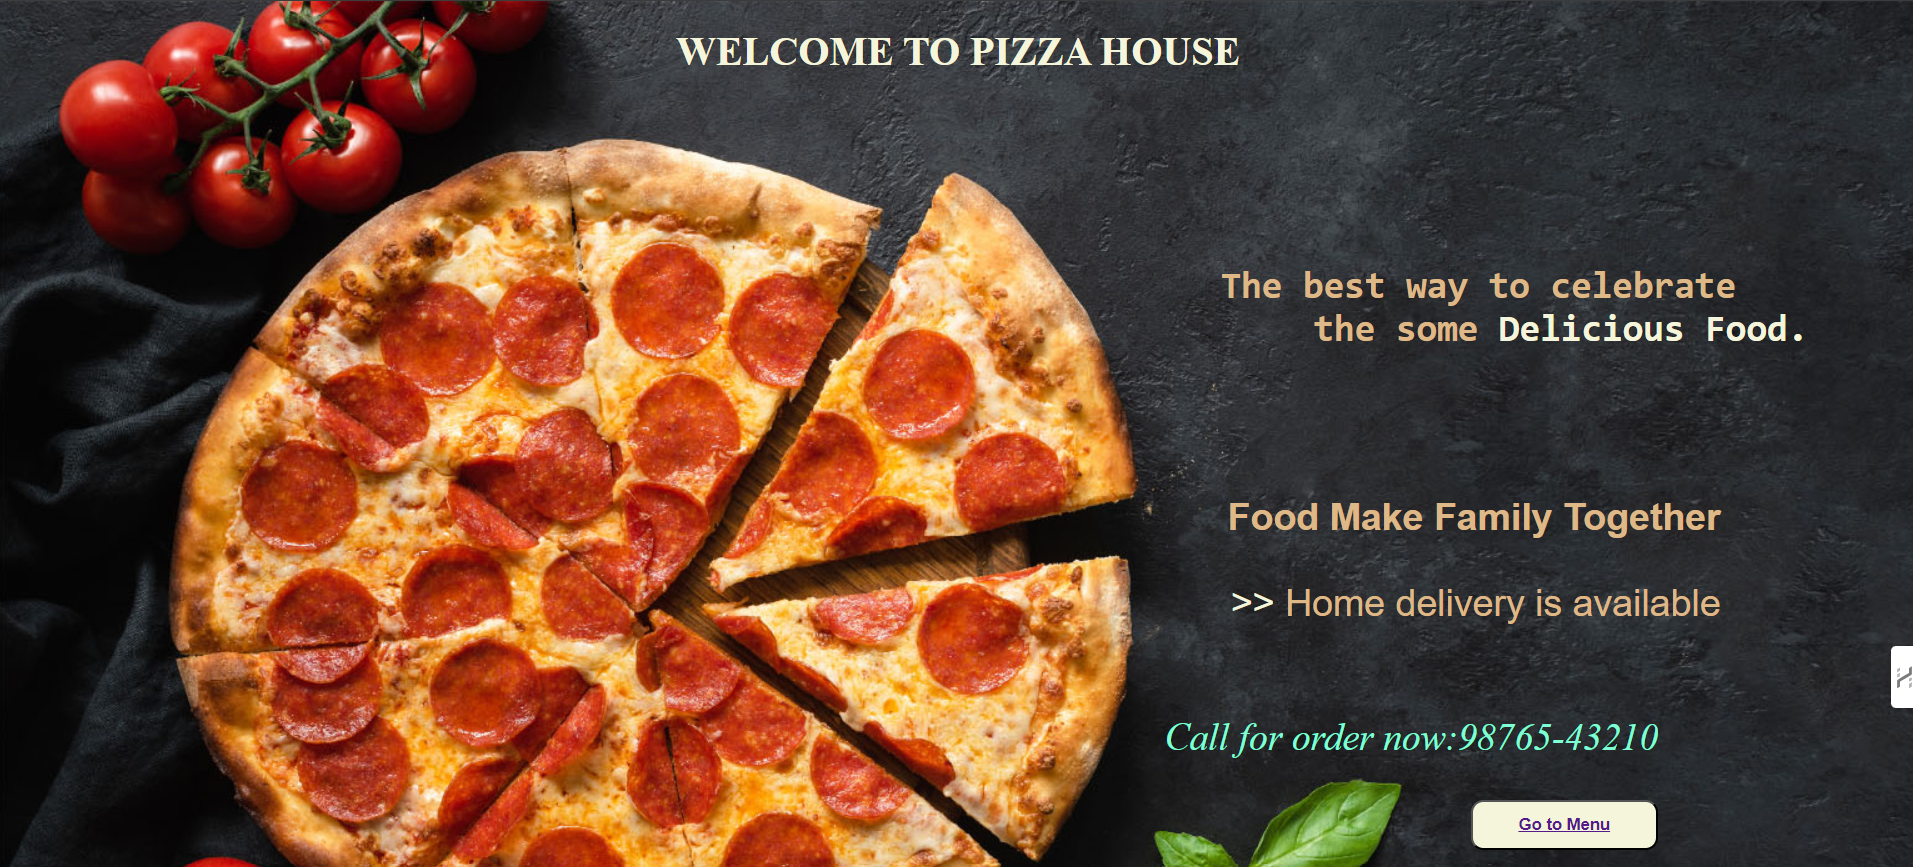 WELCOME TO PIZZA HOUSE
The best way to celebrate
the some Delicious Food.
Food Make Family Together
>> Home delivery is available
Call for order now:98765-43210
Go to Menu